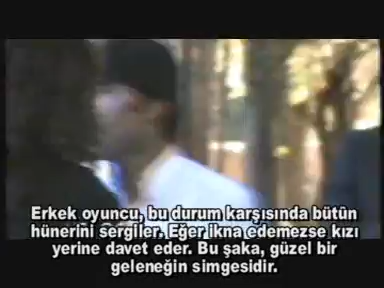 Erkek oyuncu, bu durum karşısında bütün
hünerini sergiler. Eğer ikna edemezse kızı
yerine davet eder. Bu şaka, güzel bir
geleneğin simgesidir.